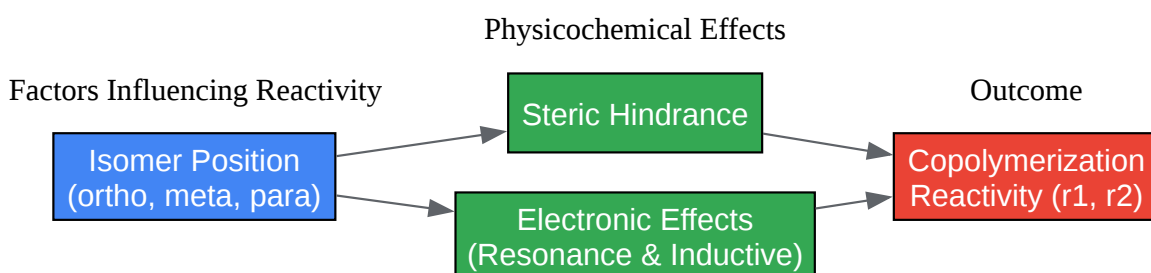 Physicochemical Effects
Factors Influencing Reactivity
Outcome
Steric Hindrance
Isomer Position
(ortho, meta, para)
Copolymerization
Reactivity (r1, r2)
Electronic Effects
(Resonance & Inductive)